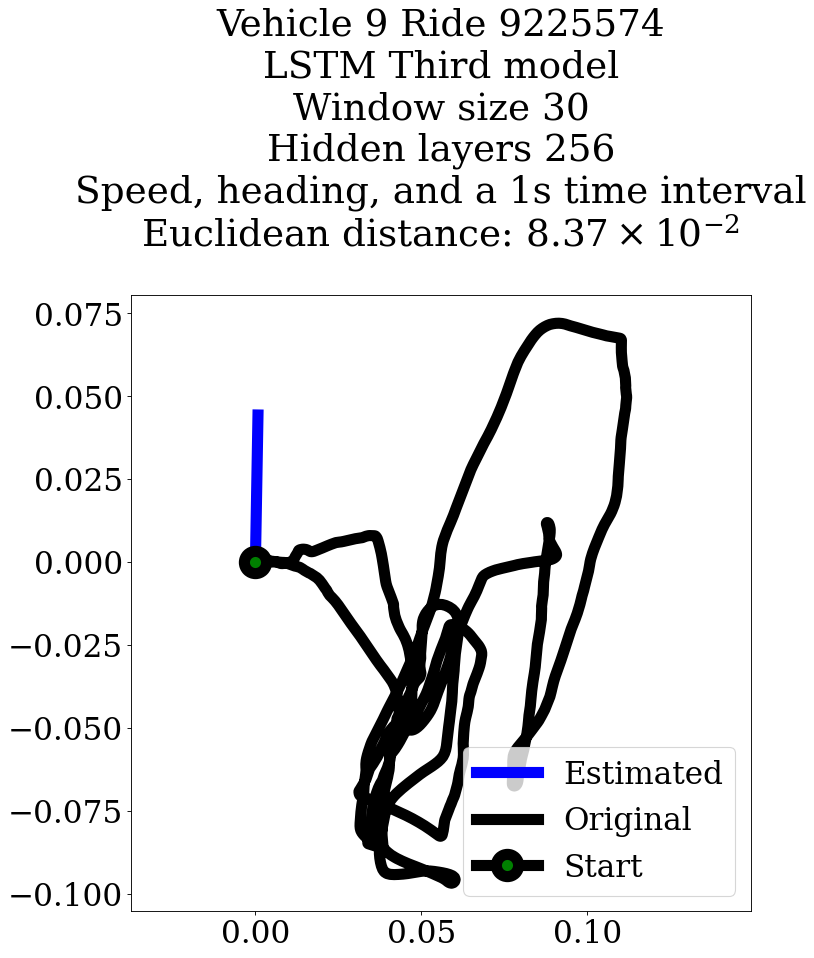 Vehicle 9 Ride 9225574
LSTM Third model
Window size 30
Hidden layers 256
Speed, heading, and a 1s time interval
Euclidean distance: 8.37 × 10⁻²
0.075
0.050
0.025
0.000
−0.025
−0.050
−0.075
−0.100
0.00 0.05 0.10
Estimated
Original
Start